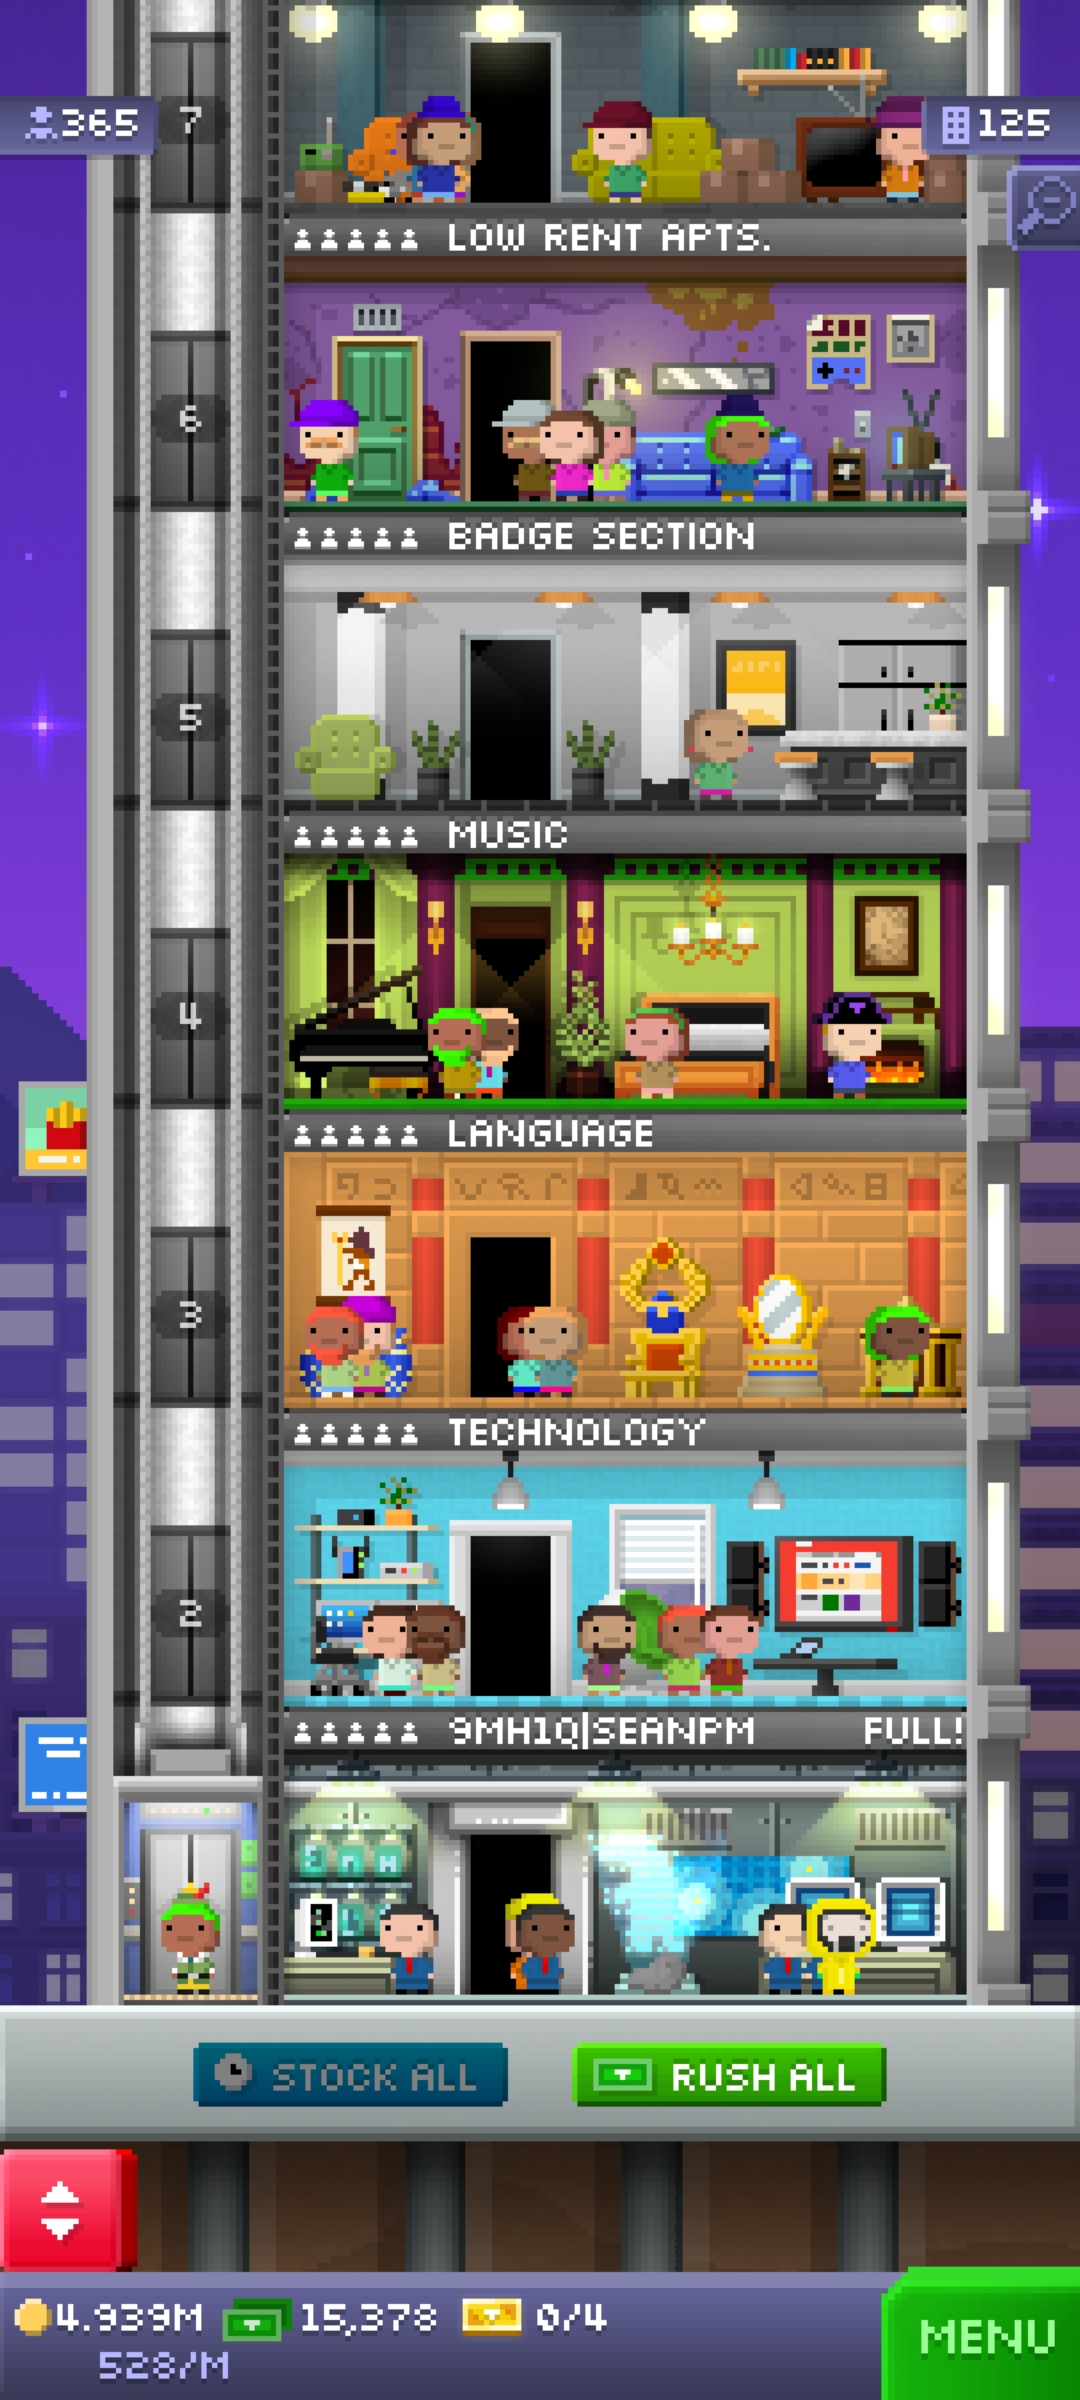 7
365
125
LOW RENT APTS.
6
BADGE SECTION
5
MUSIC
4
LANGUAGE
3
TECHNOLOGY
2
9MH1Q|SEANPM FULL!
STOCK ALL
RUSH ALL
4.939M 15,378 0/4
528/M
MENU